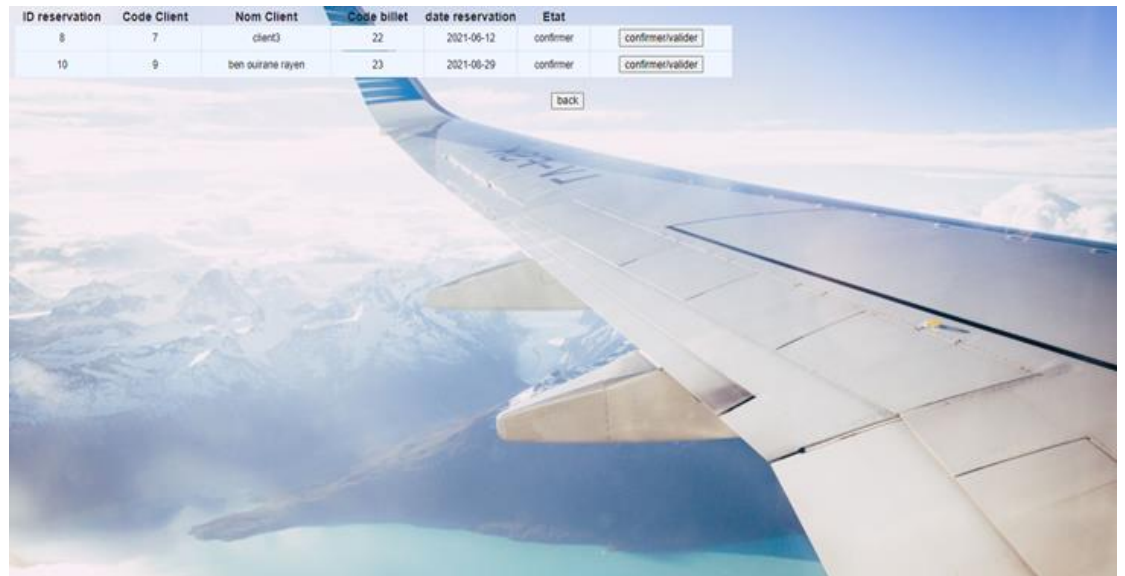 ID reservation Code Client Nom Client Code billet date reservation Etat
8 7 client3 22 2021-06-12 confirmer confirmer/valider
10 9 ben ouirane rayen 23 2021-08-29 confirmer confirmer/valider
back